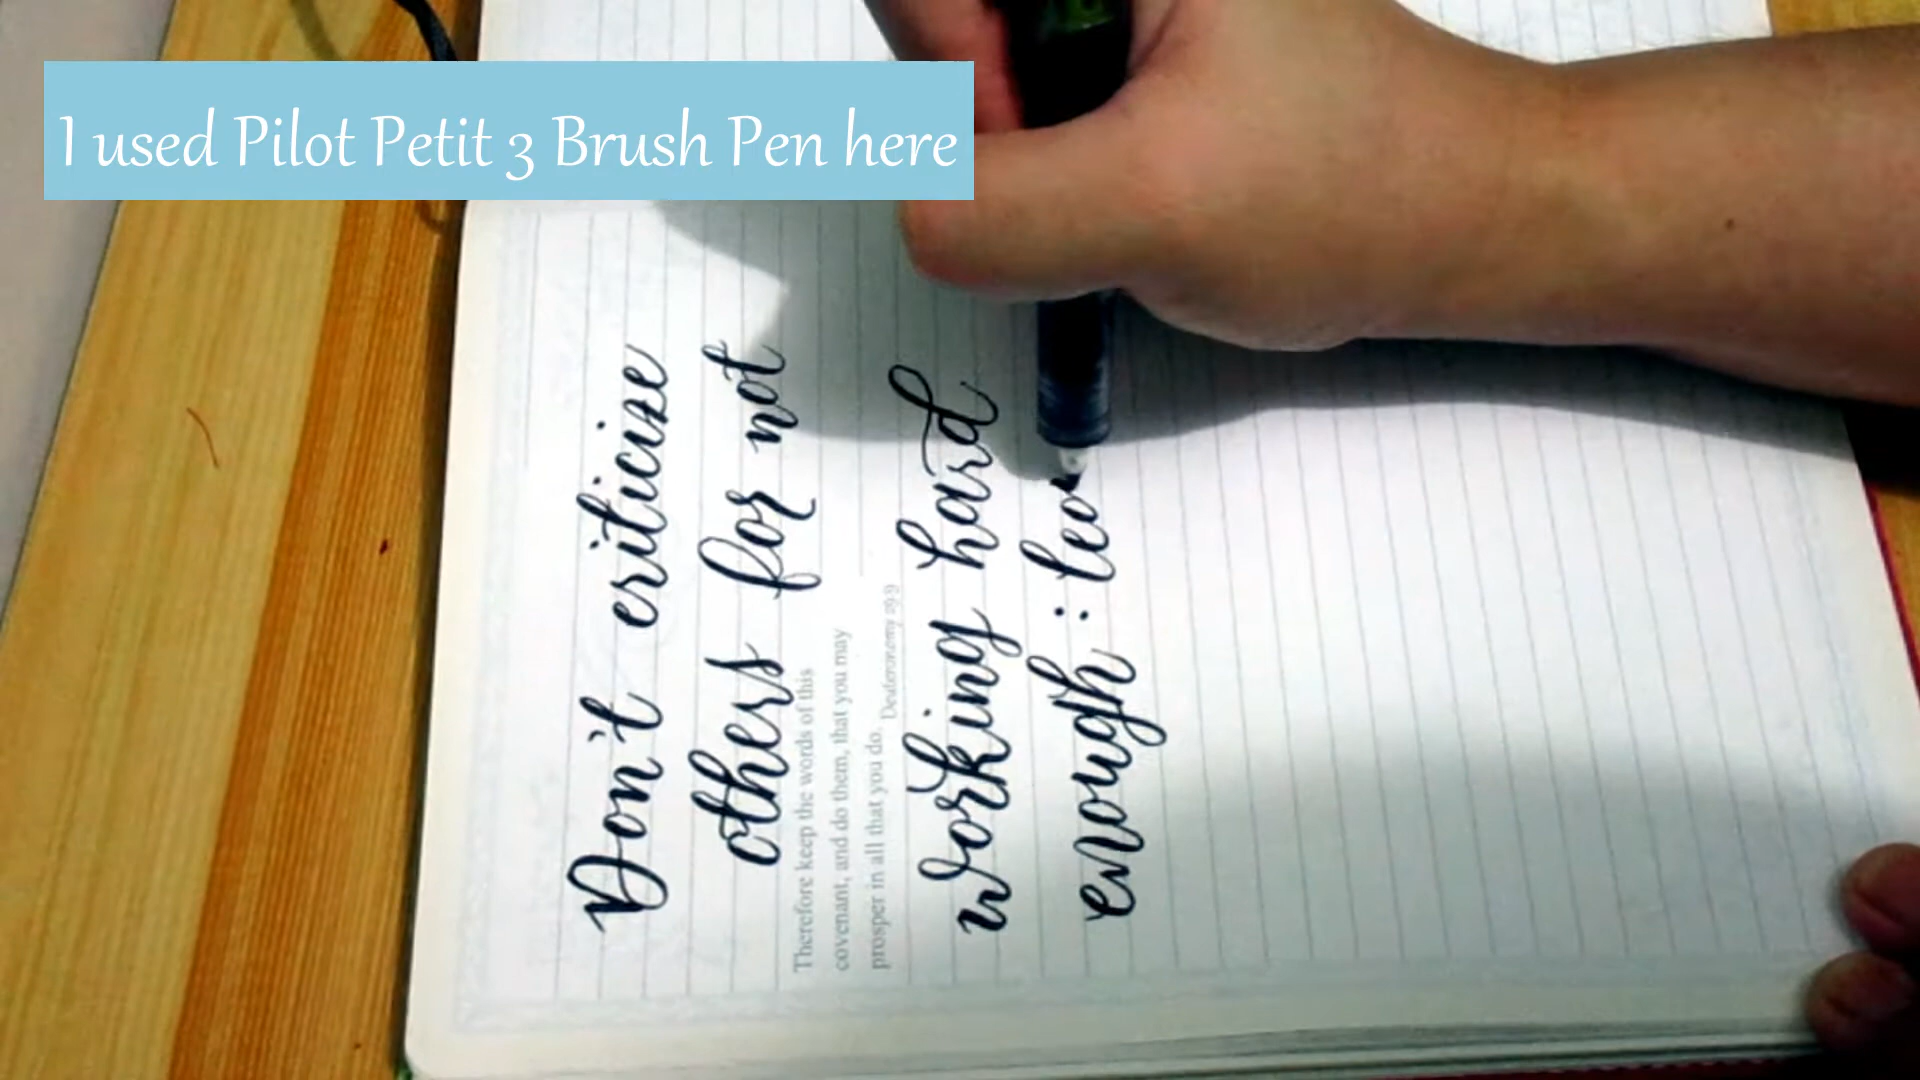 I used Pilot Petit 3 Brush Pen here
Don't criticize
others for not
Therefore keep the words of this
covenant, and do them, that you may
prosper in all that you do. Deuteronomy 29:9
working hard
enough : lea